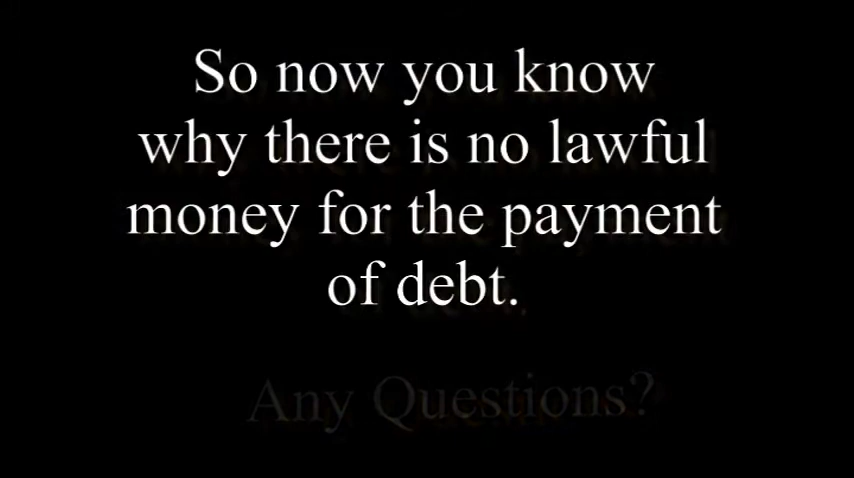 So now you know
why there is no lawful
money for the payment
of debt.
Any Questions?